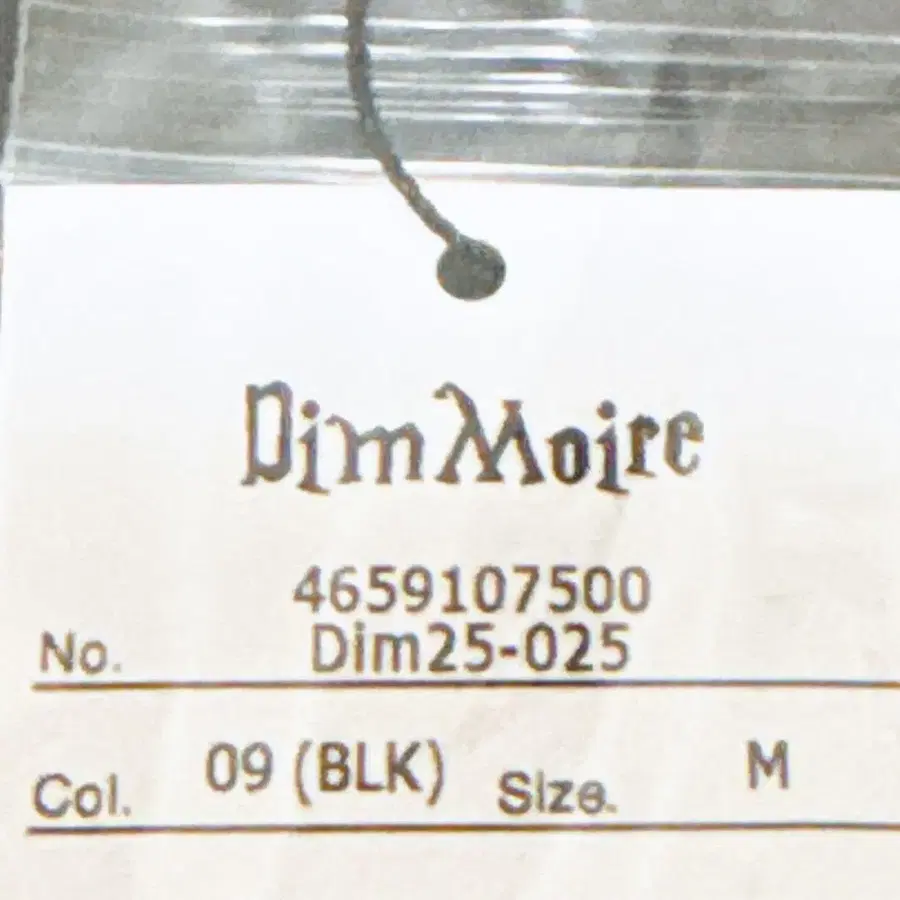 Dim Moire
4659107500
No. Dim25-025
Col. 09 (BLK) Size. M